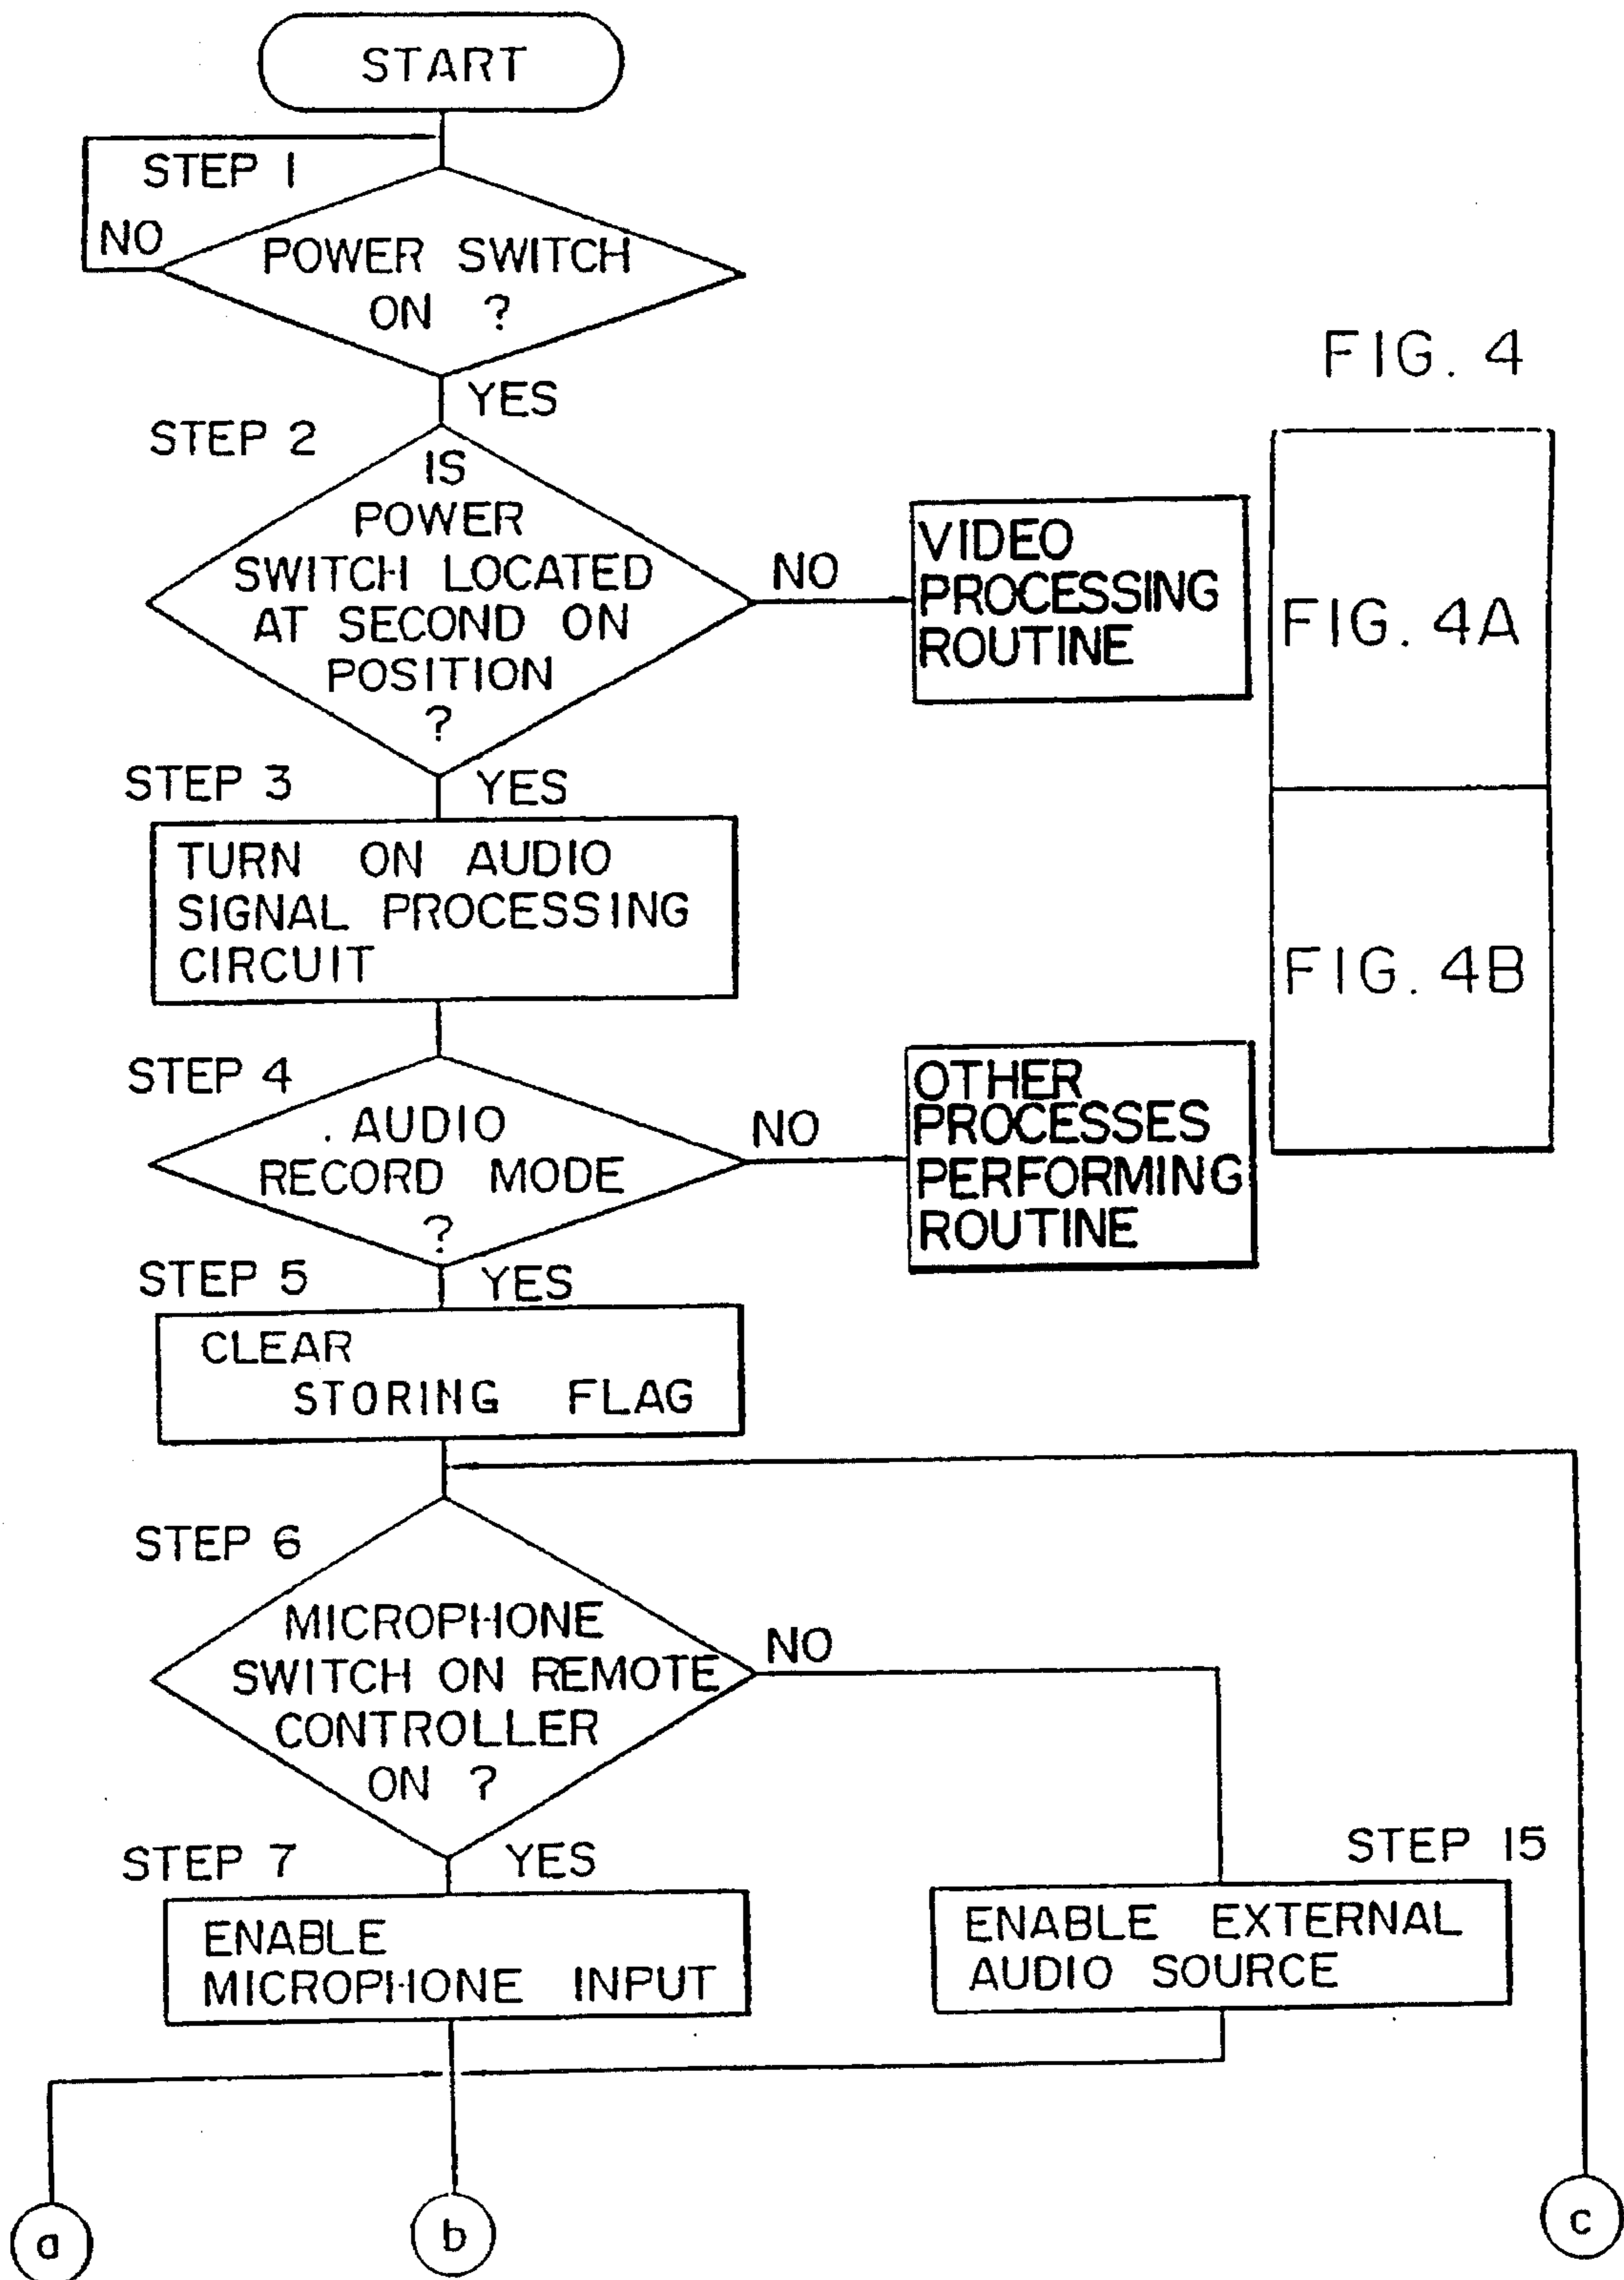 START
STEP 1
NO
POWER SWITCH
ON ?
YES
FIG. 4
STEP 2
IS
POWER
SWITCH LOCATED
AT SECOND ON
POSITION
?
NO
VIDEO
PROCESSING
ROUTINE
FIG. 4A
YES
STEP 3
TURN ON AUDIO
SIGNAL PROCESSING
CIRCUIT
FIG. 4B
STEP 4
AUDIO
RECORD MODE
?
NO
OTHER
PROCESSES
PERFORMING
ROUTINE
YES
STEP 5
CLEAR
STORING FLAG
STEP 6
MICROPHONE
SWITCH ON REMOTE
CONTROLLER
ON ?
NO
YES
STEP 7
ENABLE
MICROPHONE INPUT
STEP 15
ENABLE EXTERNAL
AUDIO SOURCE
a
b
c